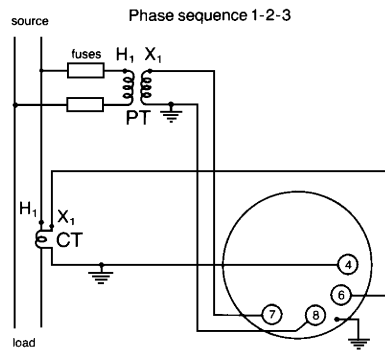 Phase sequence 1-2-3
source
fuses
H₁ X₁
PT
H₁
X₁
CT
4
6
7
8
load